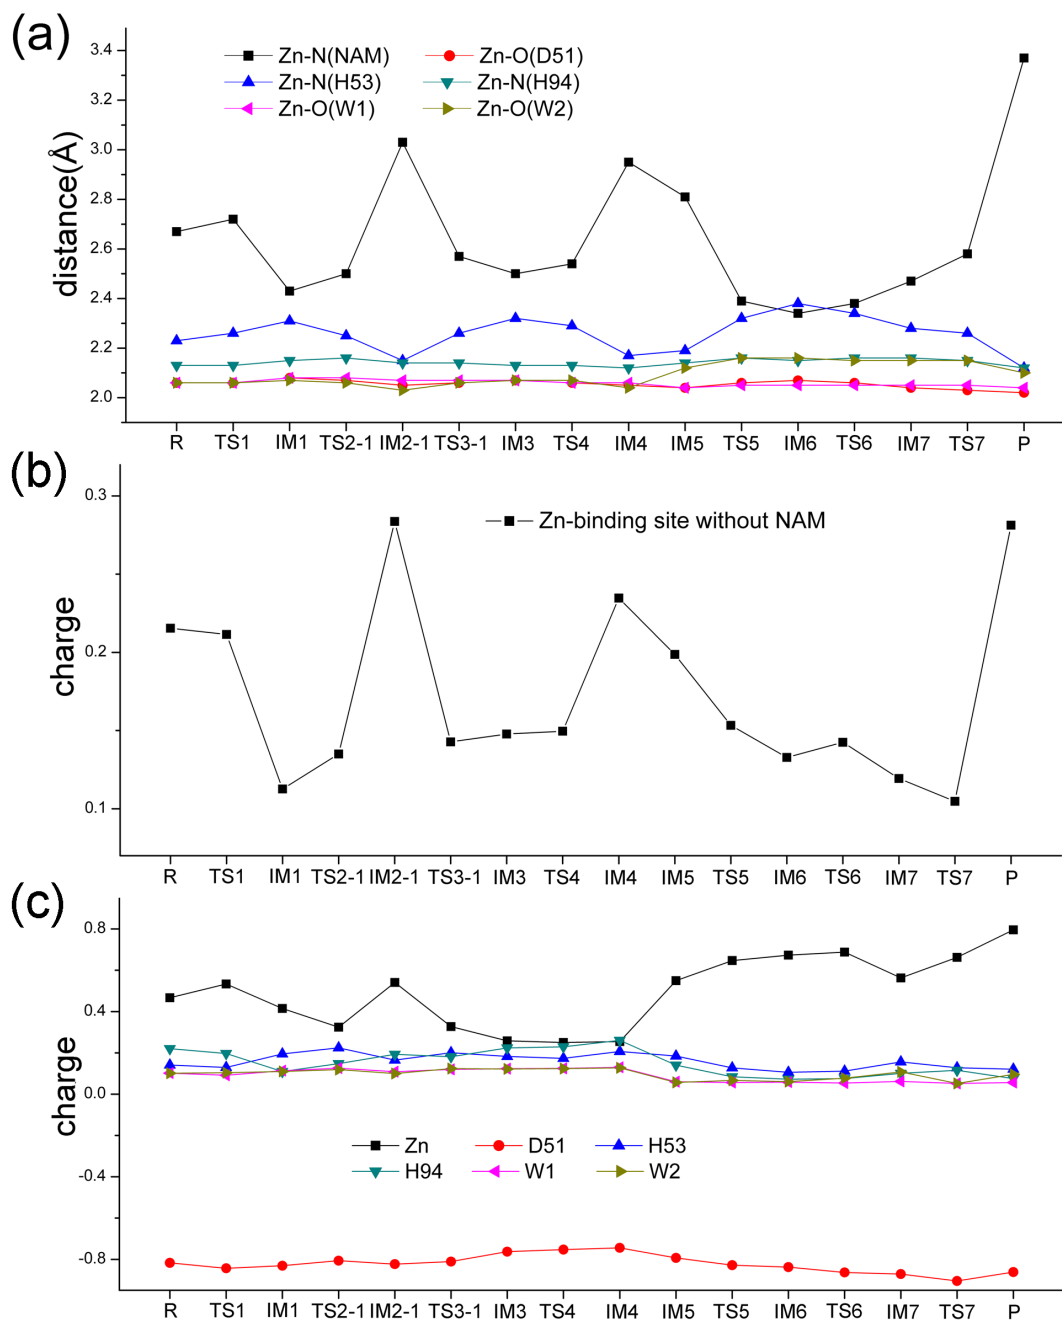 (a)
distance(Å)
3.4
3.2
3.0
2.8
2.6
2.4
2.2
2.0
Zn-N(NAM) Zn-O(D51)
Zn-N(H53) Zn-N(H94)
Zn-O(W1) Zn-O(W2)
R TS1 IM1 TS2-1 IM2-1 TS3-1 IM3 TS4 IM4 IM5 TS5 IM6 TS6 IM7 TS7 P
(b)
charge
0.3
0.2
0.1
Zn-binding site without NAM
R TS1 IM1 TS2-1 IM2-1 TS3-1 IM3 TS4 IM4 IM5 TS5 IM6 TS6 IM7 TS7 P
(c)
charge
0.8
0.4
0.0
-0.4
-0.8
Zn D51 H53
H94 W1 W2
R TS1 IM1 TS2-1 IM2-1 TS3-1 IM3 TS4 IM4 IM5 TS5 IM6 TS6 IM7 TS7 P